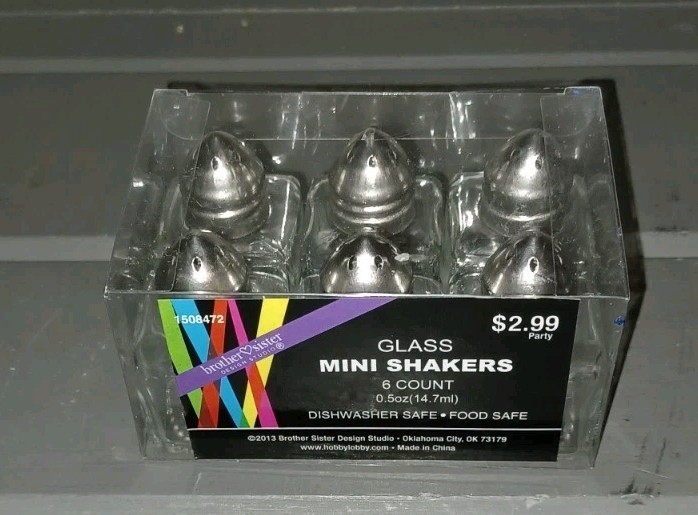 1508472
$2.99
Party
brother♡sister®
DESIGN STUDIO
GLASS
MINI SHAKERS
6 COUNT
0.5oz(14.7ml)
DISHWASHER SAFE • FOOD SAFE
©2013 Brother Sister Design Studio - Oklahoma City, OK 73179
www.hobbylobby.com - Made in China